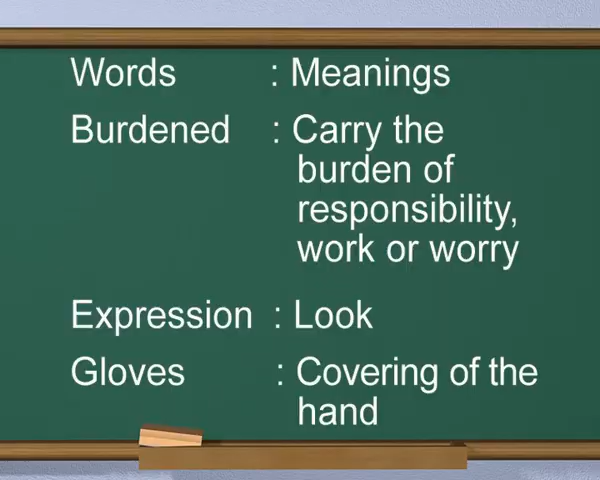 Words : Meanings
Burdened : Carry the
burden of
responsibility,
work or worry
Expression : Look
Gloves : Covering of the
hand